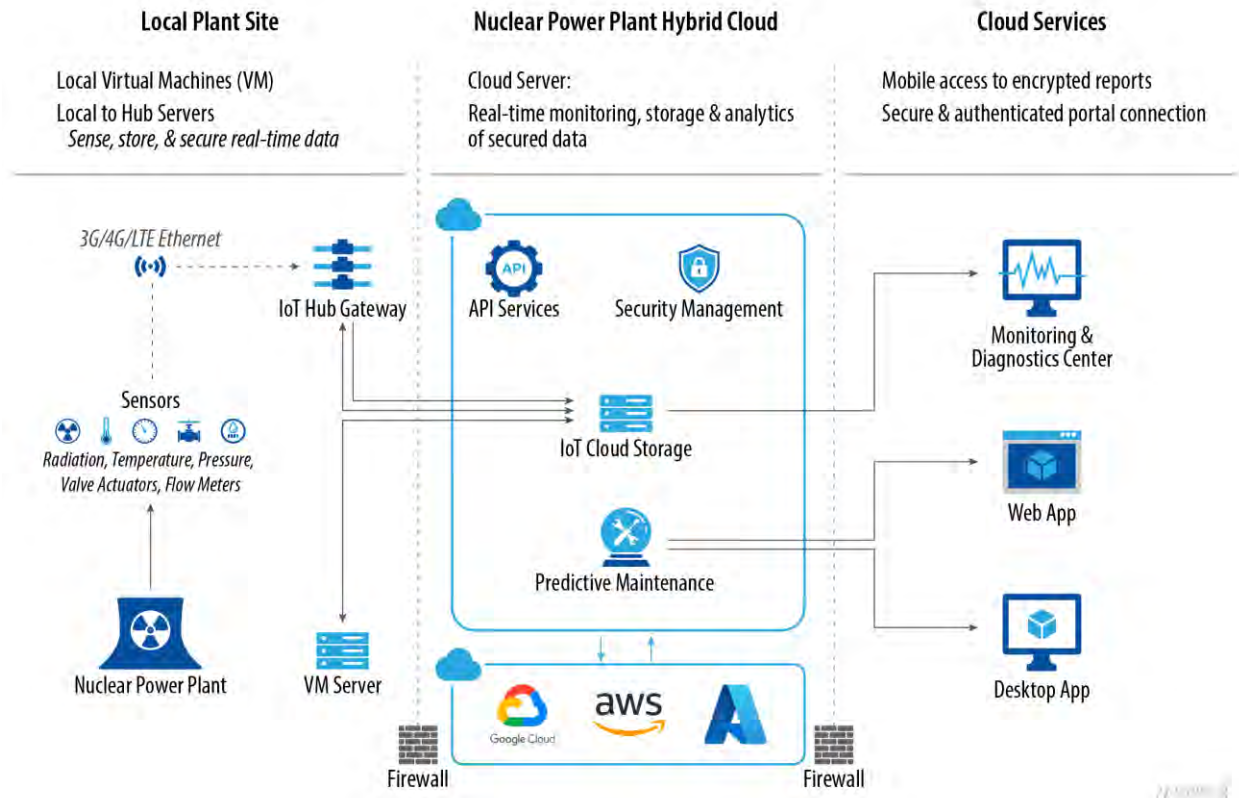 Local Plant Site
Local Virtual Machines (VM)
Local to Hub Servers
Sense, store, & secure real-time data
Nuclear Power Plant Hybrid Cloud
Cloud Server:
Real-time monitoring, storage & analytics
of secured data
Cloud Services
Mobile access to encrypted reports
Secure & authenticated portal connection
3G/4G/LTE Ethernet
IoT Hub Gateway
Sensors
Radiation, Temperature, Pressure,
Valve Actuators, Flow Meters
Nuclear Power Plant
VM Server
Firewall
API
API Services
Security Management
IoT Cloud Storage
Predictive Maintenance
Google Cloud
aws
Firewall
Monitoring &
Diagnostics Center
Web App
Desktop App